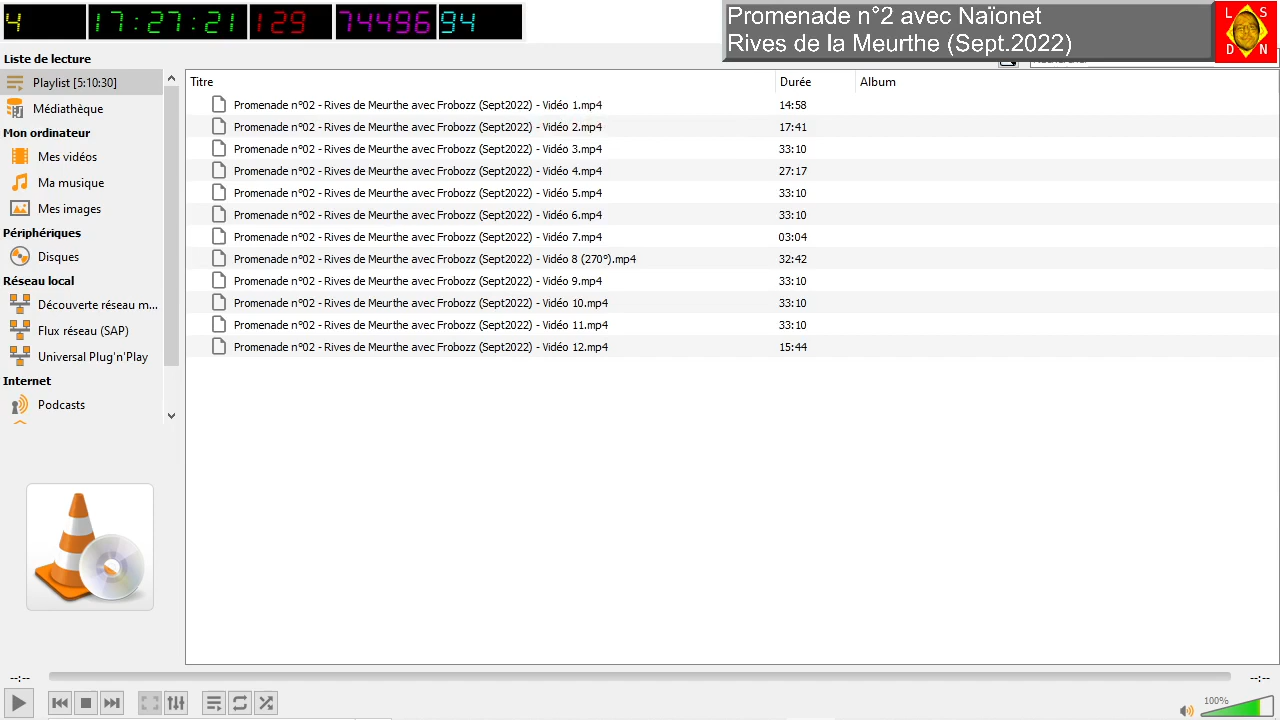 4 17:27:21 129 74496 94
Promenade n°2 avec Naïsnet
Rives de la Meurthe (Sept.2022)
L S
D N
Liste de lecture
Playlist [5:10:30]
Médiathèque
Mon ordinateur
Mes vidéos
Ma musique
Mes images
Périphériques
Disques
Réseau local
Découverte réseau m...
Flux réseau (SAP)
Universal Plug'n'Play
Internet
Podcasts
Titre Durée Album
Promenade n°02 - Rives de Meurthe avec Frobozz (Sept2022) - Vidéo 1.mp4 14:58
Promenade n°02 - Rives de Meurthe avec Frobozz (Sept2022) - Vidéo 2.mp4 17:41
Promenade n°02 - Rives de Meurthe avec Frobozz (Sept2022) - Vidéo 3.mp4 33:10
Promenade n°02 - Rives de Meurthe avec Frobozz (Sept2022) - Vidéo 4.mp4 27:17
Promenade n°02 - Rives de Meurthe avec Frobozz (Sept2022) - Vidéo 5.mp4 33:10
Promenade n°02 - Rives de Meurthe avec Frobozz (Sept2022) - Vidéo 6.mp4 33:10
Promenade n°02 - Rives de Meurthe avec Frobozz (Sept2022) - Vidéo 7.mp4 03:04
Promenade n°02 - Rives de Meurthe avec Frobozz (Sept2022) - Vidéo 8 (270°).mp4 32:42
Promenade n°02 - Rives de Meurthe avec Frobozz (Sept2022) - Vidéo 9.mp4 33:10
Promenade n°02 - Rives de Meurthe avec Frobozz (Sept2022) - Vidéo 10.mp4 33:10
Promenade n°02 - Rives de Meurthe avec Frobozz (Sept2022) - Vidéo 11.mp4 33:10
Promenade n°02 - Rives de Meurthe avec Frobozz (Sept2022) - Vidéo 12.mp4 15:44
--:-- --:--
100%